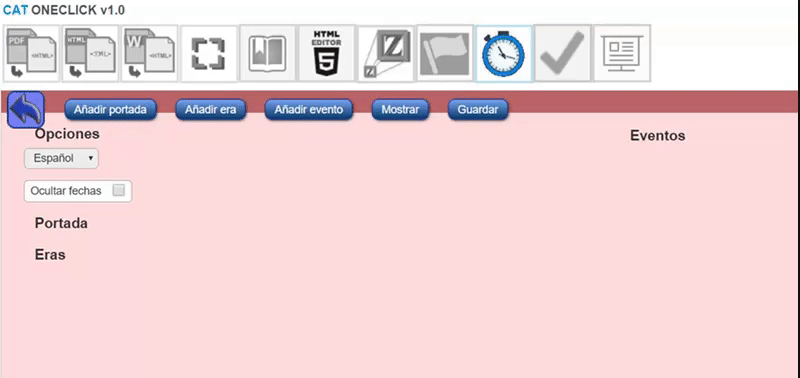 CAT ONECLICK v1.0
PDF <HTML> HTML <XML> W <HTML> HTML EDITOR 5 Z Z
Añadir portada Añadir era Añadir evento Mostrar Guardar
Opciones Eventos
Español
Ocultar fechas
Portada
Eras